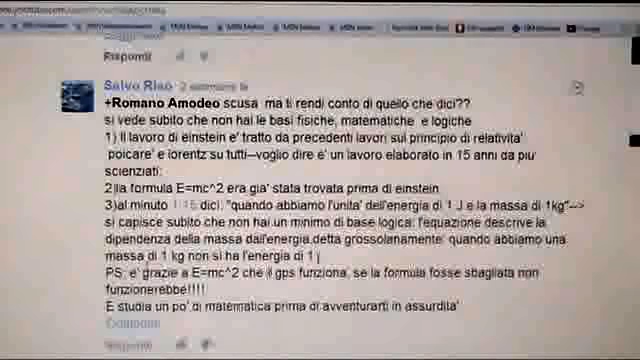 Rispondi
Salvo Riso 2 settimane fa
+Romano Amodeo scusa ma ti rendi conto di quello che dici??
si vede subito che non hai le basi fisiche, matematiche e logiche
1) Il lavoro di einstein e' tratto da precedenti lavori sul principio di relativita'
poicare' e lorentz su tutti--voglio dire e' un lavoro elaborato in 15 anni da piu'
scienziati:
2)la formula E=mc^2 era gia' stata trovata prima di einstein
3)al minuto 1:15 dici: "quando abbiamo l'unita' dell'energia di 1 J e la massa di 1kg"-->
si capisce subito che non hai un minimo di base logica: l'equazione descrive la
dipendenza della massa dall'energia.detta grossolanamente' quando abbiamo una
massa di 1 kg non si ha l'energia di 1 j
PS: e' grazie a E=mc^2 che il gps funziona, se la formula fosse sbagliata non
funzionerebbe!!!!
E studia un po' di matematica prima di avventurarti in assurdita'
Rispondi